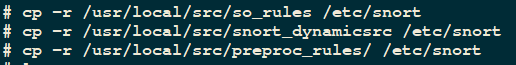 # cp -r /usr/local/src/so_rules /etc/snort
# cp -r /usr/local/src/snort_dynamicsrc /etc/snort
# cp -r /usr/local/src/preproc_rules/ /etc/snort